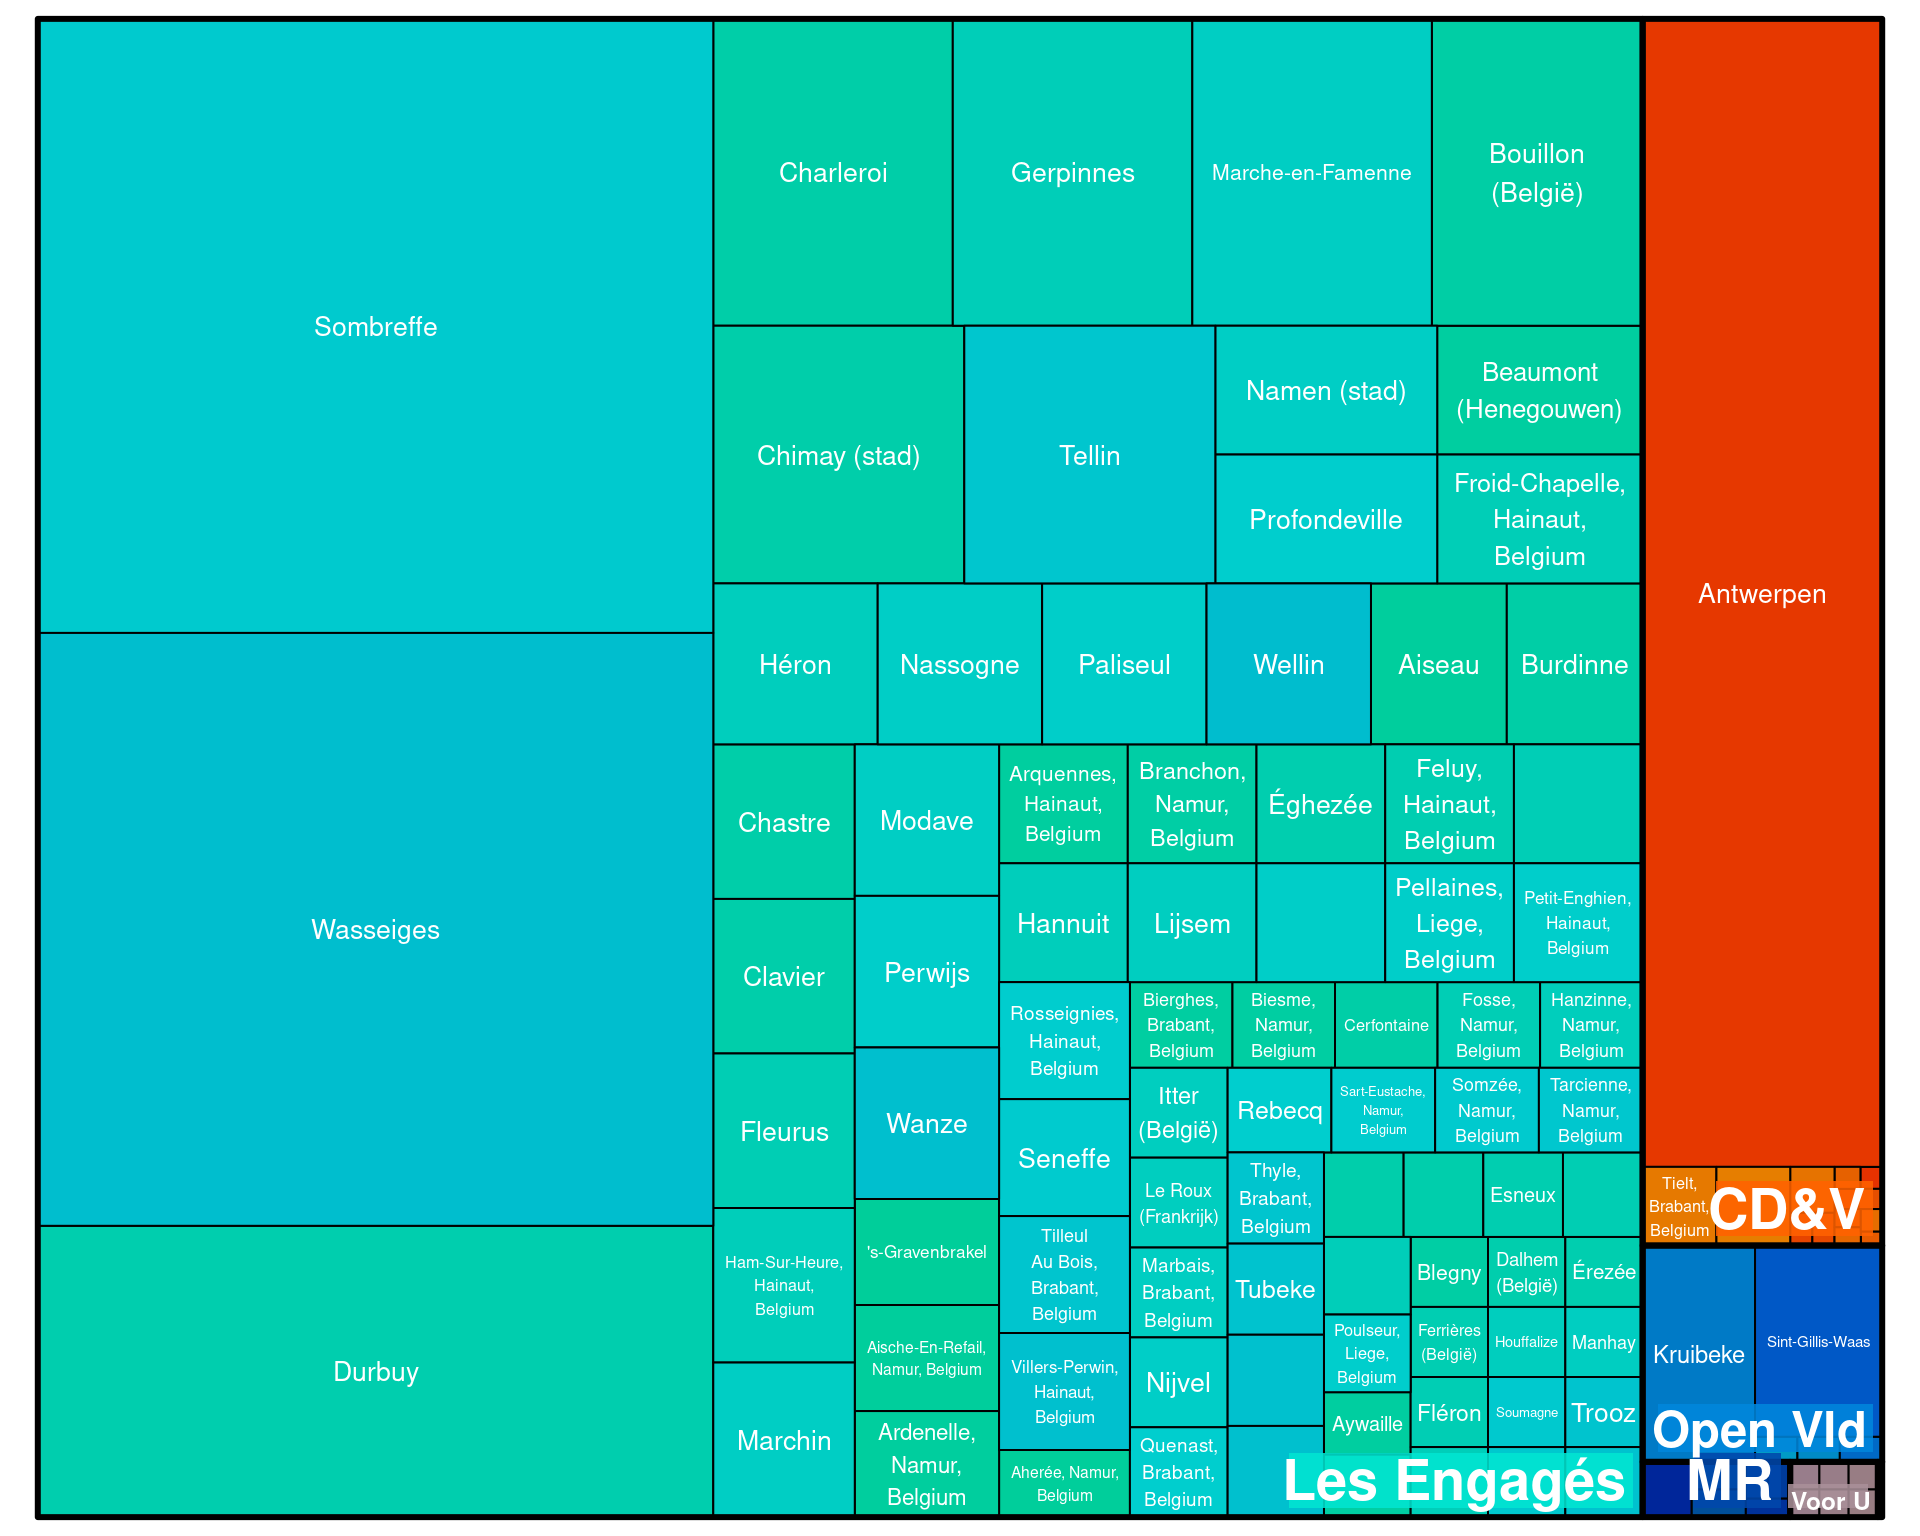 Sombreffe
Wasseiges
Durbuy
Charleroi
Gerpinnes
Marche-en-Famenne
Bouillon
(België)
Chimay (stad)
Tellin
Namen (stad)
Beaumont
(Henegouwen)
Profondeville
Froid-Chapelle,
Hainaut,
Belgium
Héron
Nassogne
Paliseul
Wellin
Aiseau
Burdinne
Chastre
Clavier
Fleurus
Ham-Sur-Heure,
Hainaut,
Belgium
Marchin
Modave
Perwijs
Wanze
's-Gravenbrakel
Aische-En-Refail,
Namur, Belgium
Ardenelle,
Namur,
Belgium
Arquennes,
Hainaut,
Belgium
Branchon,
Namur,
Belgium
Éghezée
Feluy,
Hainaut,
Belgium
Hannuit
Lijsem
Pellaines,
Liege,
Belgium
Petit-Enghien,
Hainaut,
Belgium
Rosseignies,
Hainaut,
Belgium
Seneffe
Tilleul
Au Bois,
Brabant,
Belgium
Villers-Perwin,
Hainaut,
Belgium
Aherée, Namur,
Belgium
Bierghes,
Brabant,
Belgium
Biesme,
Namur,
Belgium
Cerfontaine
Fosse,
Namur,
Belgium
Hanzinne,
Namur,
Belgium
Itter
(België)
Le Roux
(Frankrijk)
Marbais,
Brabant,
Belgium
Nijvel
Quenast,
Brabant,
Belgium
Rebecq
Sart-Eustache,
Namur,
Belgium
Somzée,
Namur,
Belgium
Tarcienne,
Namur,
Belgium
Thyle,
Brabant,
Belgium
Tubeke
Esneux
Poulseur,
Liege,
Belgium
Aywaille
Blegny
Dalhem
(België)
Érezée
Ferrières
(België)
Houffalize
Manhay
Fléron
Soumagne
Trooz
Les Engagés
Antwerpen
Tielt,
Brabant,
Belgium
CD&V
Kruibeke
Sint-Gillis-Waas
Open Vld
MR
Voor U